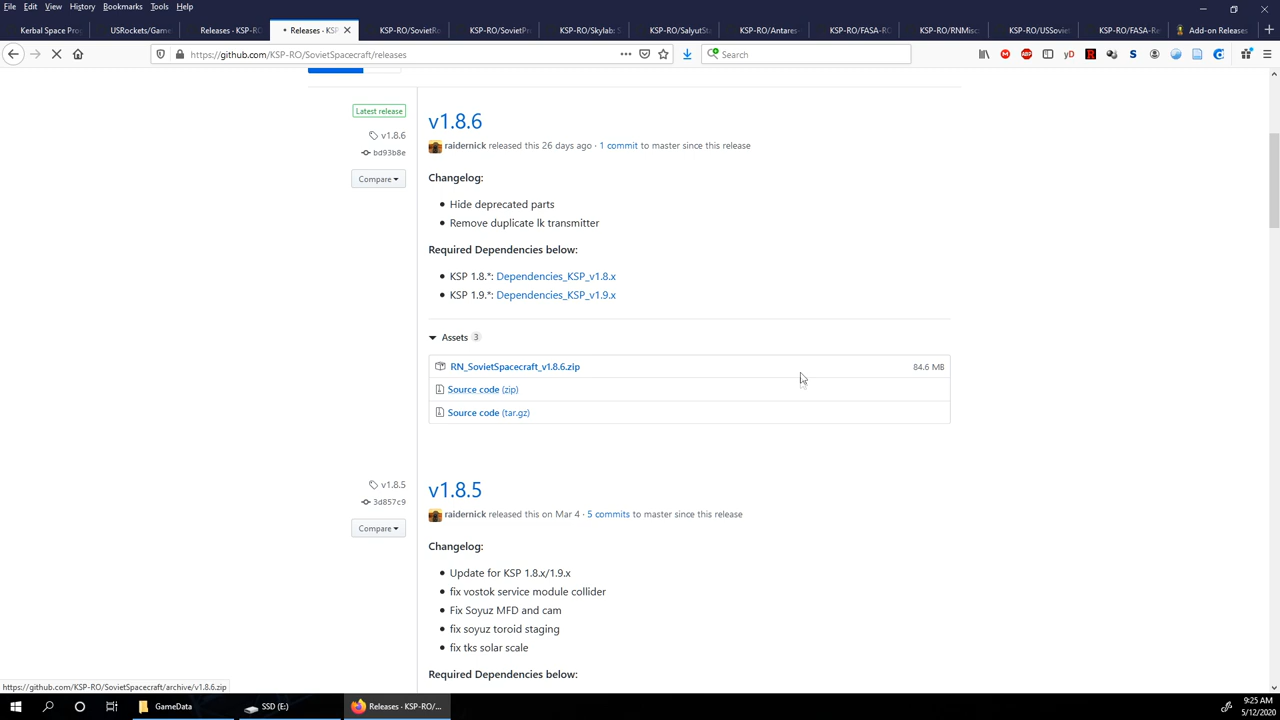 File Edit View History Bookmarks Tools Help
Kerbal Space Pro USRockets/Game Releases - KSP-RO Releases - KSP KSP-RO/SovietRo KSP-RO/SovietPr KSP-RO/Skylab: S KSP-RO/SalyutSta KSP-RO/Antares- KSP-RO/FASA-RO KSP-RO/RNMisc KSP-RO/USSoviet KSP-RO/FASA-Re Add-on Releases
https://github.com/KSP-RO/SovietSpacecraft/releases Search
Latest release
v1.8.6
v1.8.6
raidernick released this 26 days ago · 1 commit to master since this release
bd93b8e
Compare
Changelog:
Hide deprecated parts
Remove duplicate lk transmitter
Required Dependencies below:
KSP 1.8.*: Dependencies_KSP_v1.8.x
KSP 1.9.*: Dependencies_KSP_v1.9.x
Assets 3
RN_SovietSpacecraft_v1.8.6.zip 84.6 MB
Source code (zip)
Source code (tar.gz)
v1.8.5
v1.8.5
3d857c9
raidernick released this on Mar 4 · 5 commits to master since this release
Compare
Changelog:
Update for KSP 1.8.x/1.9.x
fix vostok service module collider
Fix Soyuz MFD and cam
fix soyuz toroid staging
fix tks solar scale
Required Dependencies below:
https://github.com/KSP-RO/SovietSpacecraft/archive/v1.8.6.zip
GameData SSD (E:) Releases - KSP-RO/... 9:25 AM
5/12/2020